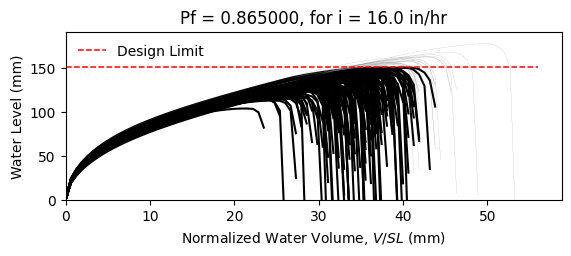 Pf = 0.865000, for i = 16.0 in/hr
Design Limit
Water Level (mm)
150
100
50
0
0 10 20 30 40 50
Normalized Water Volume, V/SL (mm)